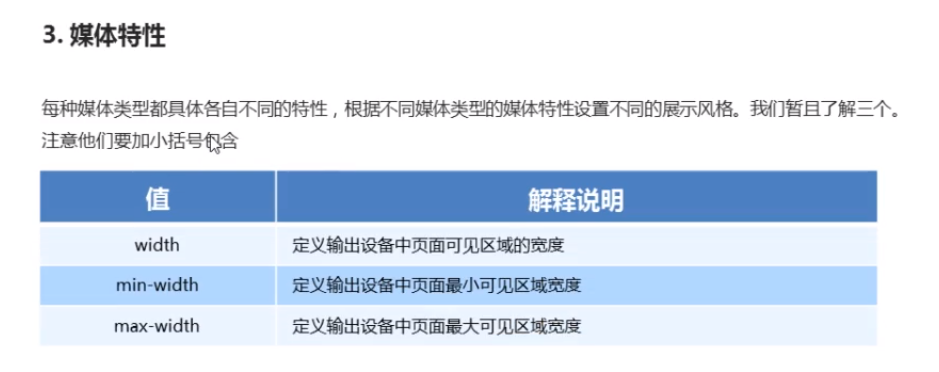 3. 媒体特性
每种媒体类型都具体各自不同的特性，根据不同媒体类型的媒体特性设置不同的展示风格。我们暂且了解三个。
注意他们要加小括号包含
值 解释说明
width 定义输出设备中页面可见区域的宽度
min-width 定义输出设备中页面最小可见区域宽度
max-width 定义输出设备中页面最大可见区域宽度